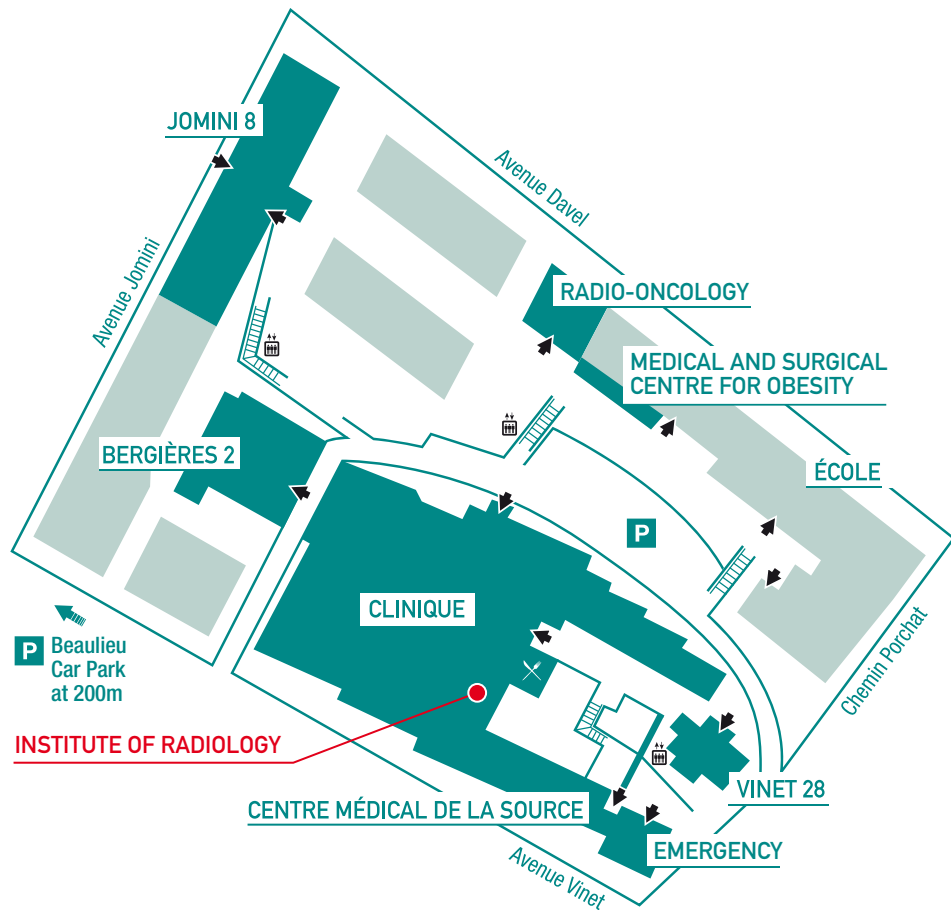 JOMINI 8
Avenue Davel
Avenue Jomini
RADIO-ONCOLOGY
MEDICAL AND SURGICAL
CENTRE FOR OBESITY
BERGIÈRES 2
ÉCOLE
P
CLINIQUE
P
Beaulieu
Car Park
at 200m
Chemin Porchat
INSTITUTE OF RADIOLOGY
VINET 28
CENTRE MÉDICAL DE LA SOURCE
EMERGENCY
Avenue Vinet